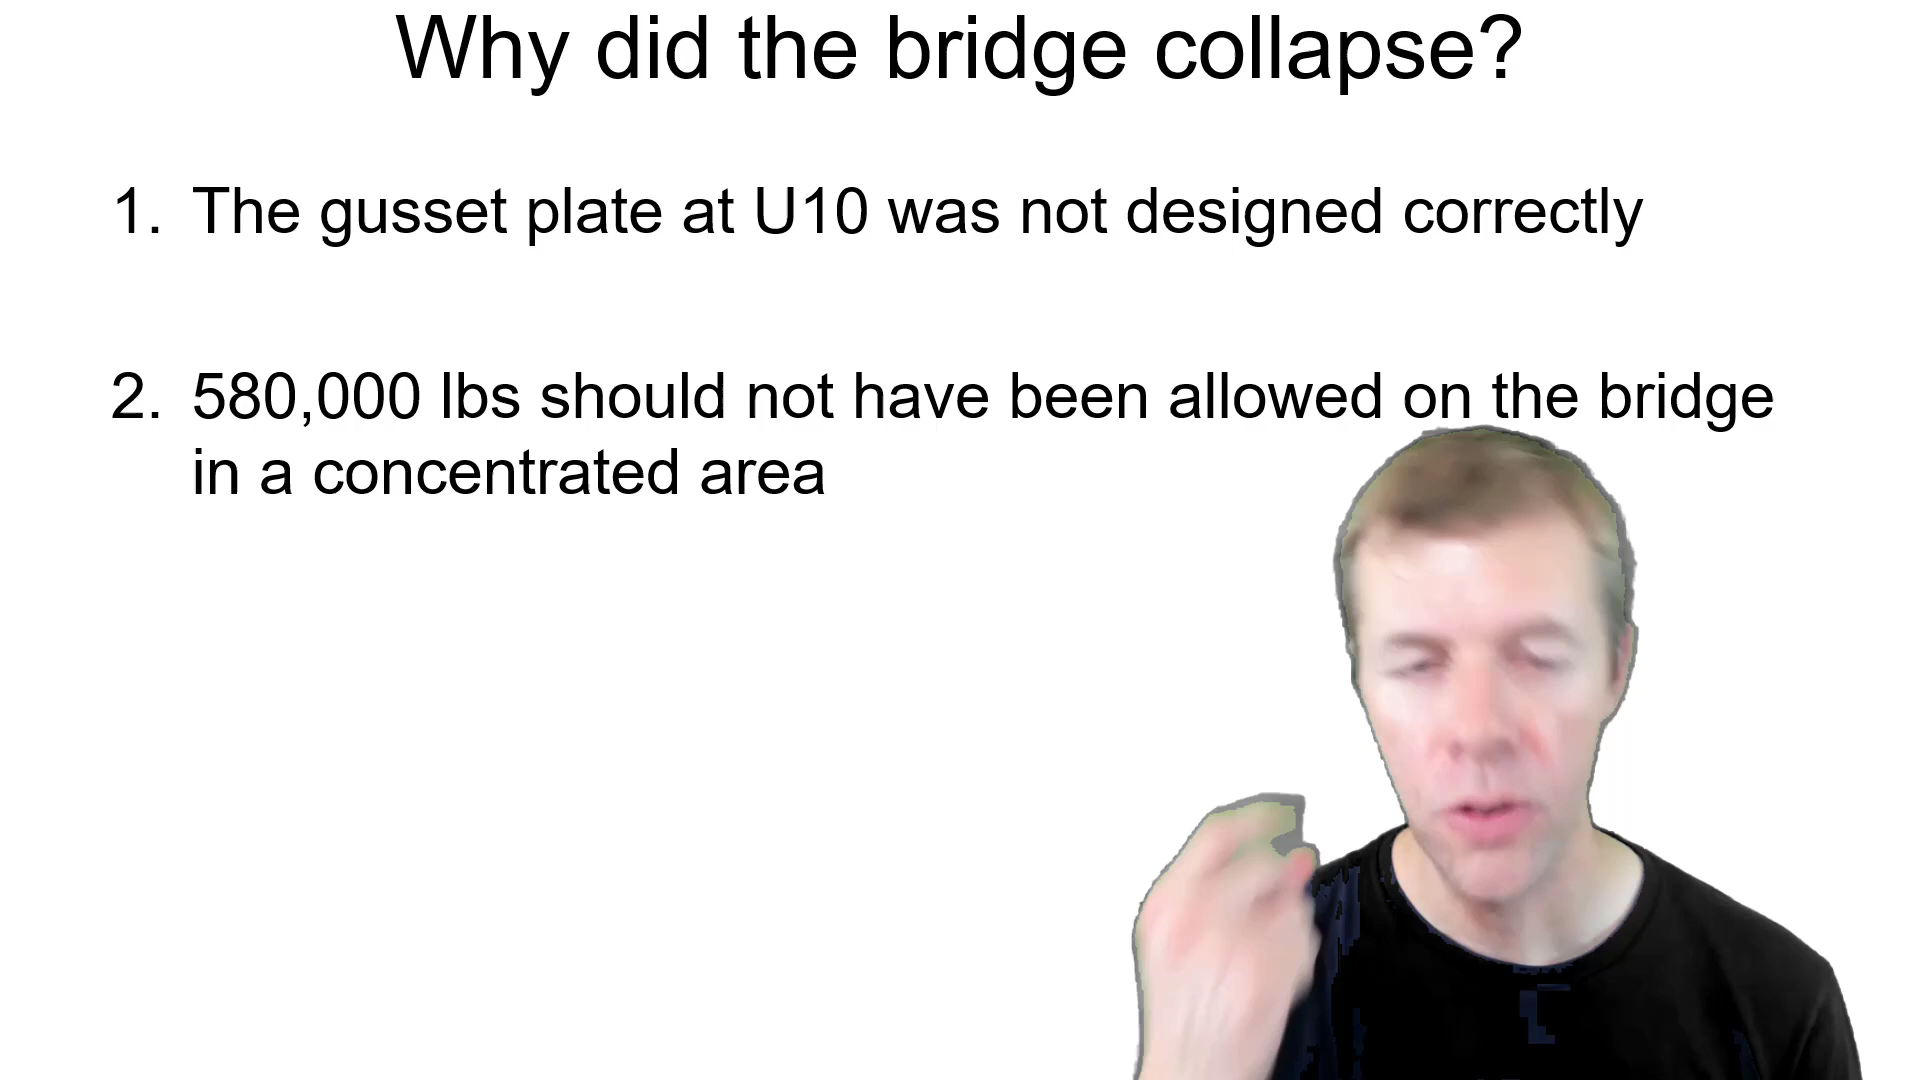 Why did the bridge collapse?
1. The gusset plate at U10 was not designed correctly
2. 580,000 lbs should not have been allowed on the bridge
in a concentrated area